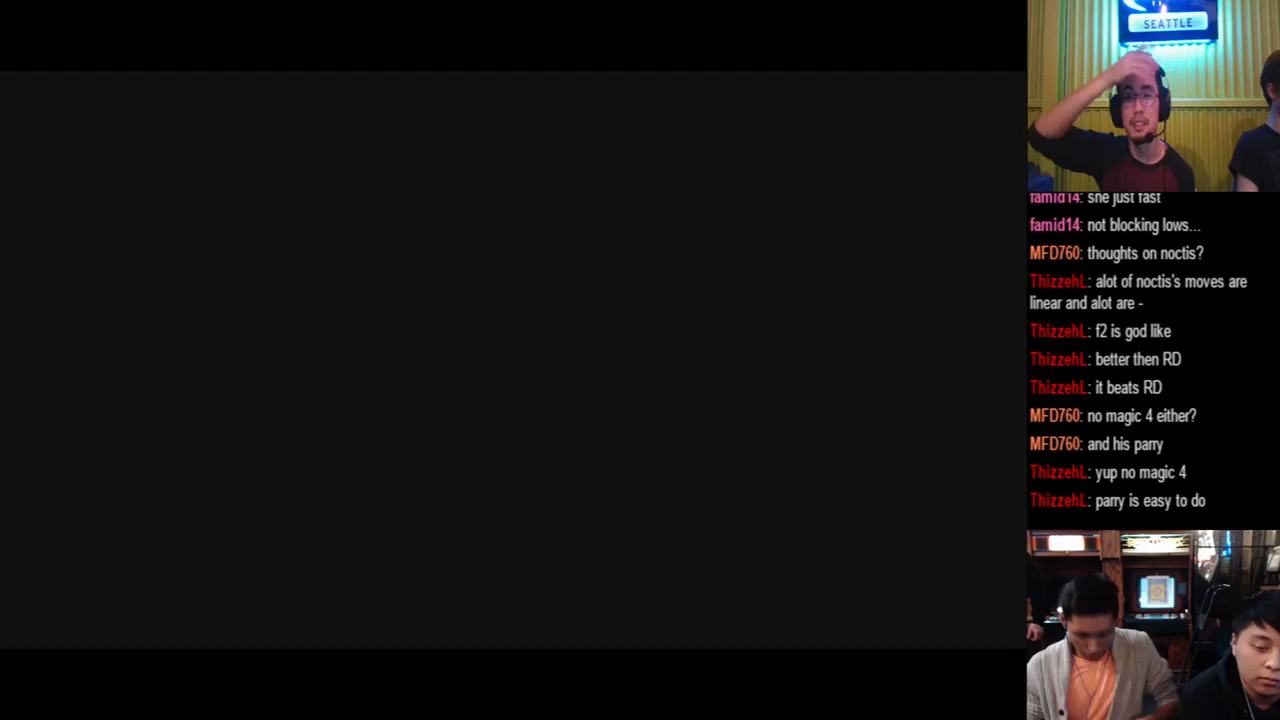 SEATTLE
famid14: she just fast
famid14: not blocking lows...
MFD760: thoughts on noctis?
ThizzehL: alot of noctis's moves are
linear and alot are -
ThizzehL: f2 is god like
ThizzehL: better then RD
ThizzehL: it beats RD
MFD760: no magic 4 either?
MFD760: and his parry
ThizzehL: yup no magic 4
ThizzehL: parry is easy to do